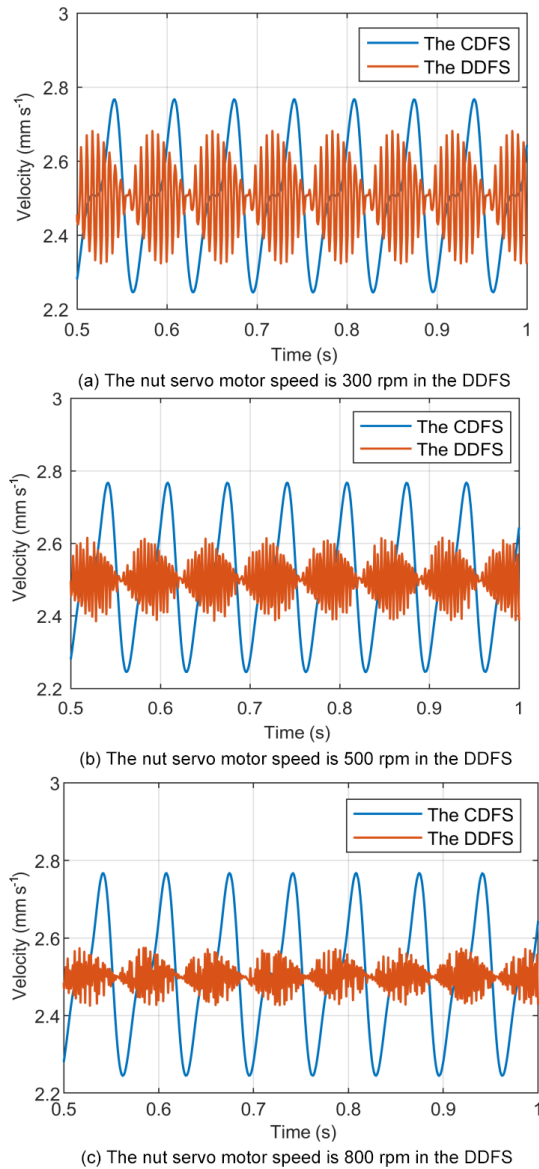 3
The CDFS
The DDFS
2.8
2.6
2.4
2.2
Velocity (mm s-1)
0.5 0.6 0.7 0.8 0.9 1
Time (s)
(a) The nut servo motor speed is 300 rpm in the DDFS
3
The CDFS
The DDFS
2.8
2.6
2.4
2.2
Velocity (mm s-1)
0.5 0.6 0.7 0.8 0.9 1
Time (s)
(b) The nut servo motor speed is 500 rpm in the DDFS
3
The CDFS
The DDFS
2.8
2.6
2.4
2.2
Velocity (mm s-1)
0.5 0.6 0.7 0.8 0.9 1
Time (s)
(c) The nut servo motor speed is 800 rpm in the DDFS